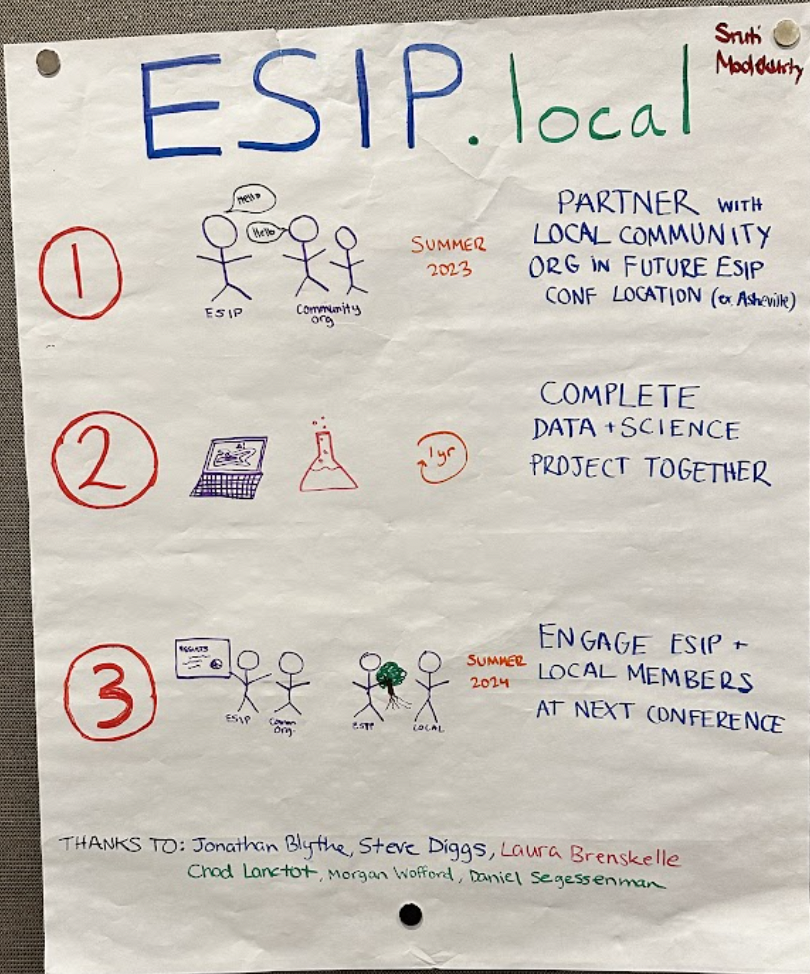 Sruti
Moddukurty
ESIP.local
1
Hello
Hello
ESIP
Community
org
SUMMER
2023
PARTNER WITH
LOCAL COMMUNITY
ORG IN FUTURE ESIP
CONF LOCATION (ex. Asheville)
2
1yr
COMPLETE
DATA + SCIENCE
PROJECT TOGETHER
3
RESULTS
ESIP
Comm
Org.
ESIP
LOCAL
SUMMER
2024
ENGAGE ESIP +
LOCAL MEMBERS
AT NEXT CONFERENCE
THANKS TO: Jonathan Blythe, Steve Diggs, Laura Brenskelle
Chad Lanctot, Morgan Wofford, Daniel Segessenman